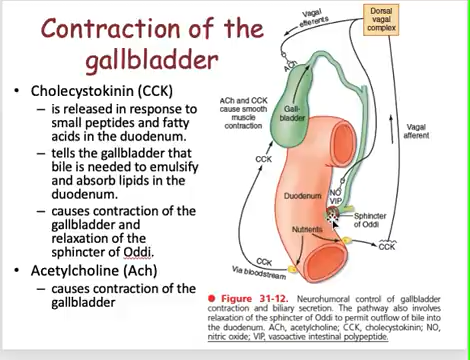 Contraction of the
gallbladder
• Cholecystokinin (CCK)
– is released in response to
small peptides and fatty
acids in the duodenum.
– tells the gallbladder that
bile is needed to emulsify
and absorb lipids in the
duodenum.
– causes contraction of the
gallbladder and
relaxation of the
sphincter of Oddi.
• Acetylcholine (Ach)
– causes contraction of the
gallbladder
Dorsal
vagal
complex
Vagal
efferents
ACh
Gall-
bladder
ACh and CCK
cause smooth
muscle
contraction
Vagal
afferent
CCK
Duodenum
NO
VIP
Sphincter
of Oddi
Nutrients
CCK
CCK
Via bloodstream
Figure 31-12. Neurohumoral control of gallbladder
contraction and biliary secretion. The pathway also involves
relaxation of the sphincter of Oddi to permit outflow of bile into
the duodenum. ACh, acetylcholine; CCK, cholecystokinin; NO,
nitric oxide; VIP, vasoactive intestinal polypeptide.